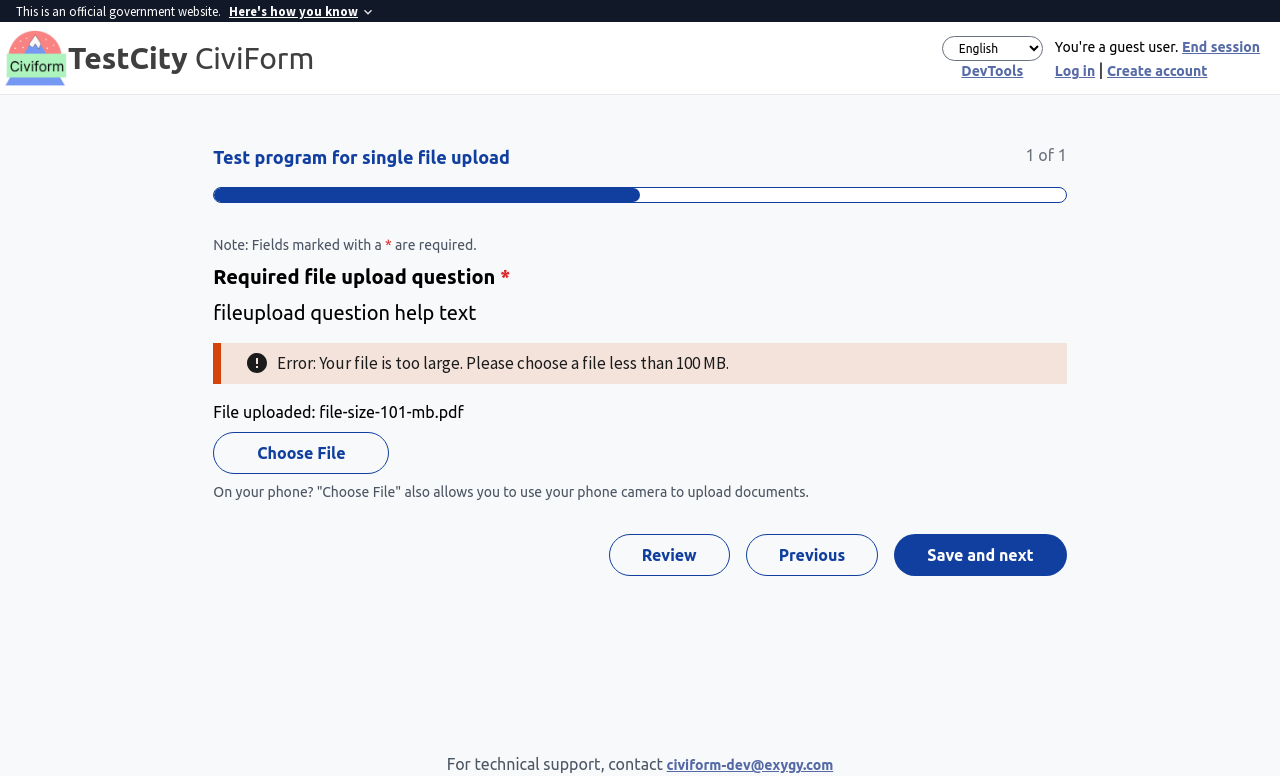 This is an official government website. Here's how you know
Civiform
TestCity CiviForm
English
You're a guest user. End session
DevTools
Log in | Create account
Test program for single file upload
1 of 1
Note: Fields marked with a * are required.
Required file upload question *
fileupload question help text
Error: Your file is too large. Please choose a file less than 100 MB.
File uploaded: file-size-101-mb.pdf
Choose File
On your phone? "Choose File" also allows you to use your phone camera to upload documents.
Review
Previous
Save and next
For technical support, contact civiform-dev@exygy.com